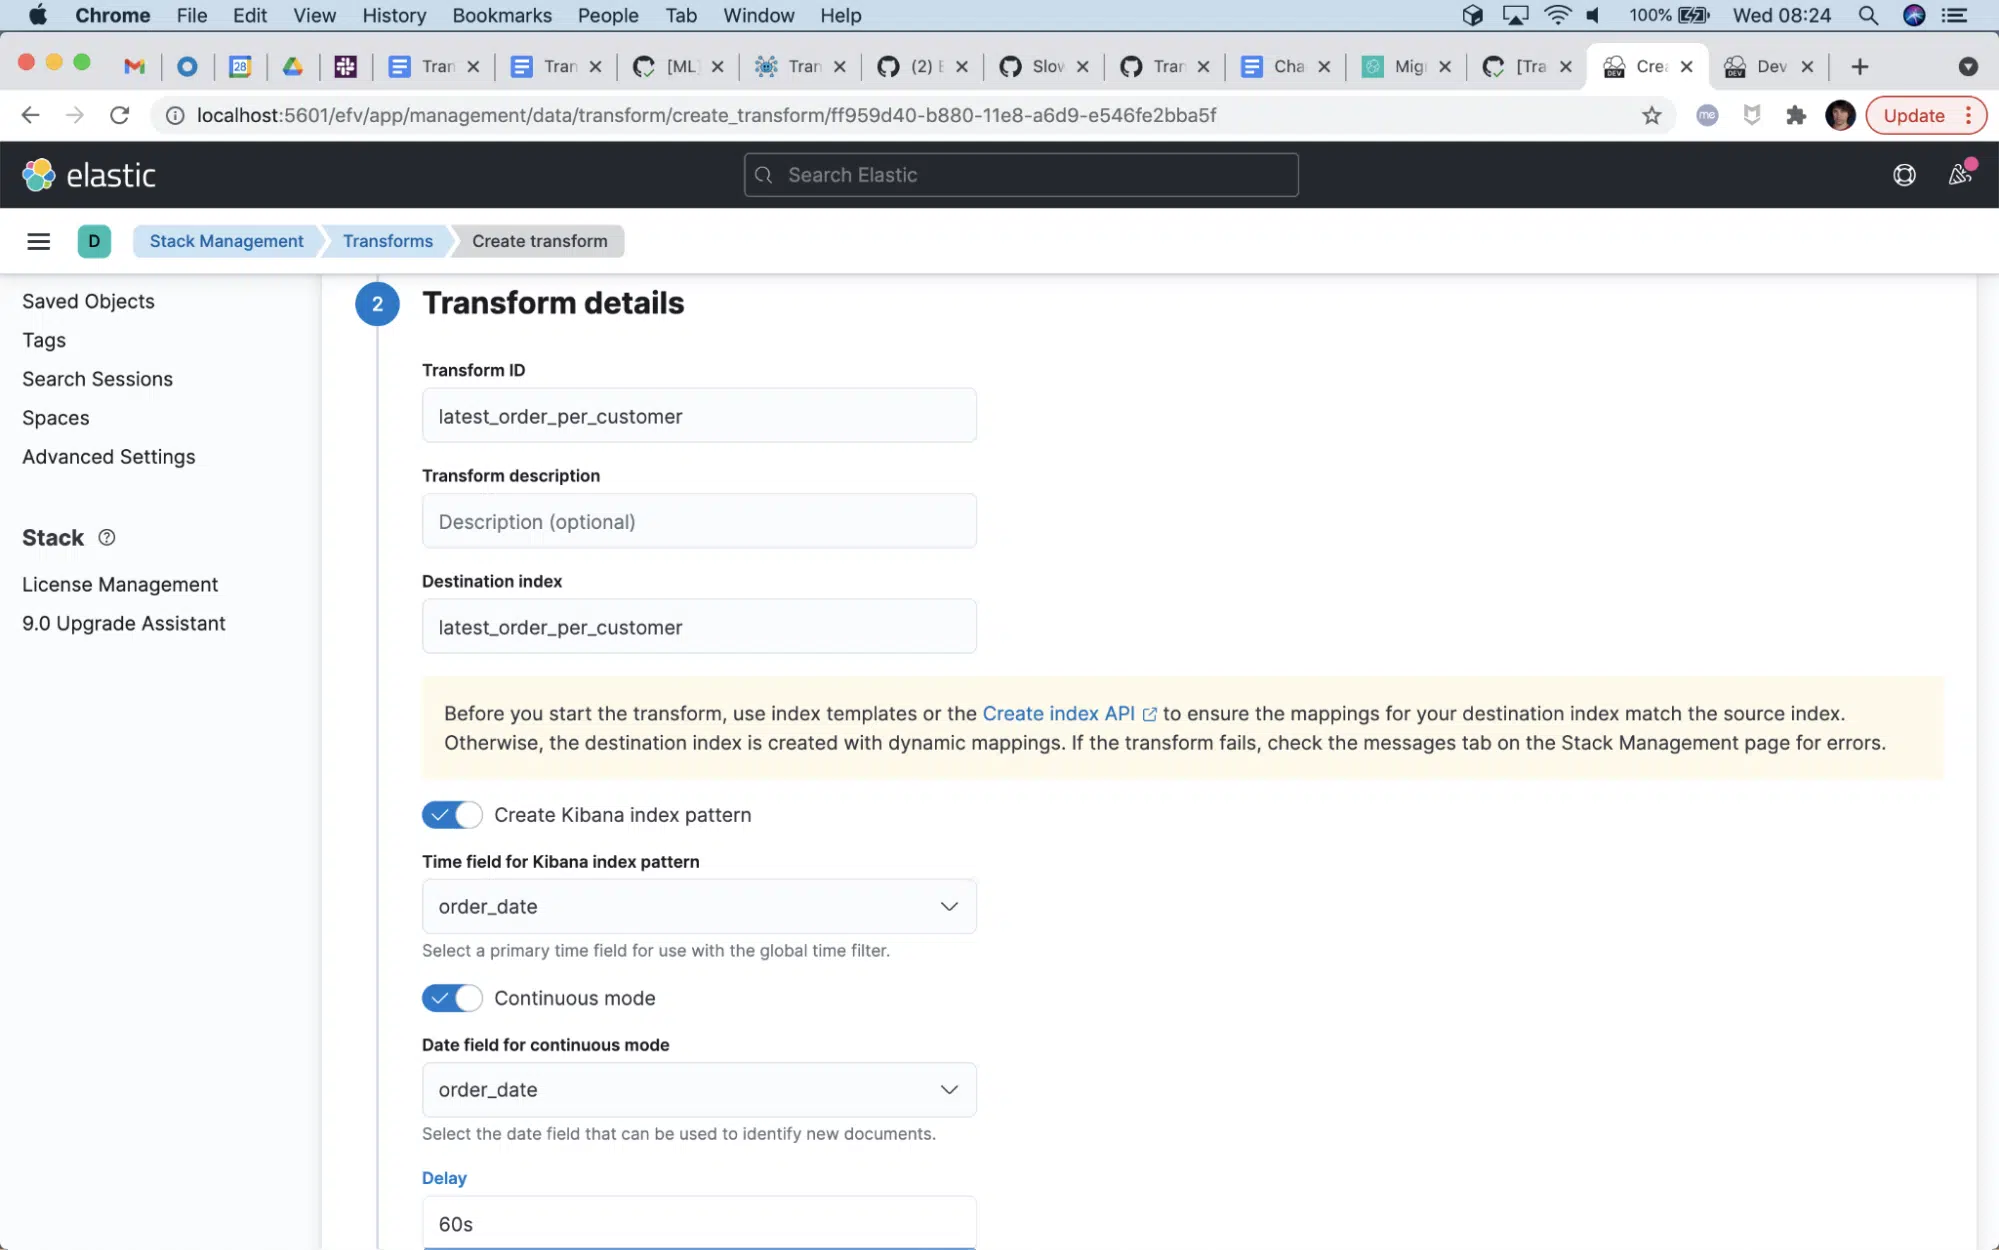 Chrome File Edit View History Bookmarks People Tab Window Help 100% Wed 08:24
28 Tran Tran [ML Tran (2) E Slow Tran Cha Mig [Tra Crea Dev
localhost:5601/efv/app/management/data/transform/create_transform/ff959d40-b880-11e8-a6d9-e546fe2bba5f me Update
elastic Search Elastic
D Stack Management Transforms Create transform
Saved Objects
Tags
Search Sessions
Spaces
Advanced Settings
Stack
License Management
9.0 Upgrade Assistant
2 Transform details
Transform ID
latest_order_per_customer
Transform description
Description (optional)
Destination index
latest_order_per_customer
Before you start the transform, use index templates or the Create index API to ensure the mappings for your destination index match the source index.
Otherwise, the destination index is created with dynamic mappings. If the transform fails, check the messages tab on the Stack Management page for errors.
Create Kibana index pattern
Time field for Kibana index pattern
order_date
Select a primary time field for use with the global time filter.
Continuous mode
Date field for continuous mode
order_date
Select the date field that can be used to identify new documents.
Delay
60s